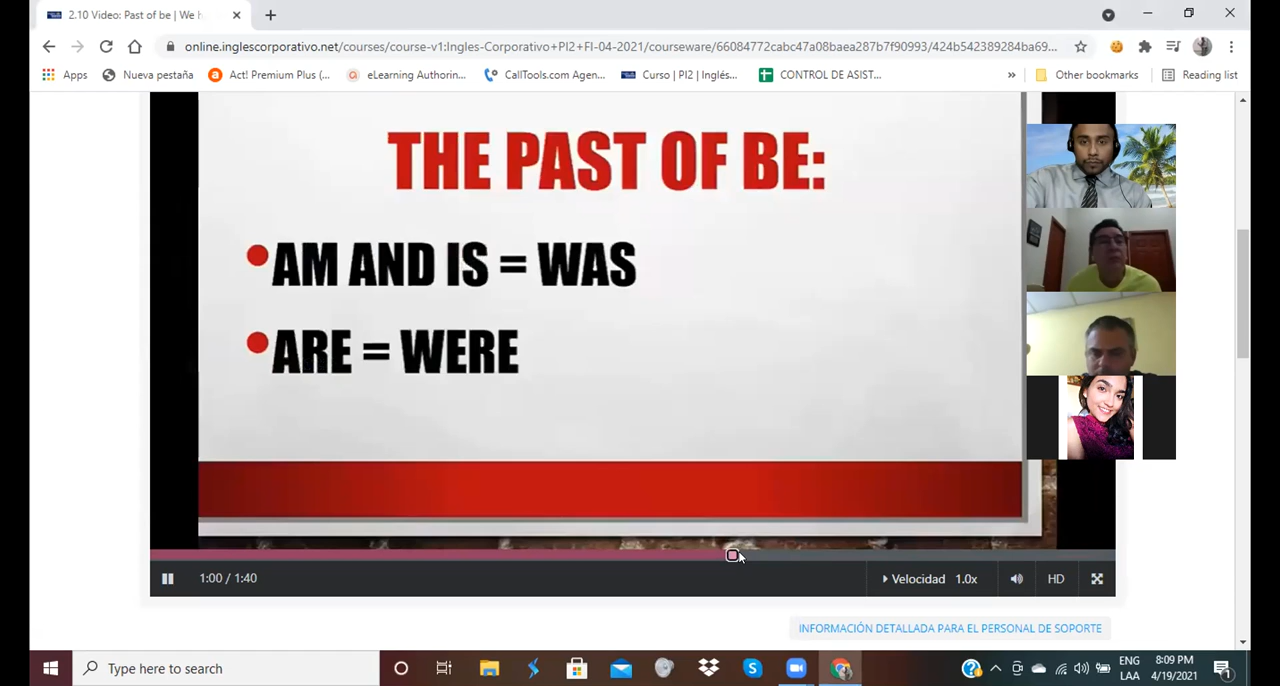 2.10 Video: Past of be | We h
online.inglescorporativo.net/courses/course-v1:Ingles-Corporativo+PI2+FI-04-2021/courseware/66084772cabc47a08baea287b7f90993/424b542389284ba69...
Apps
Nueva pestaña
Act! Premium Plus (...
eLearning Authorin...
CallTools.com Agen...
Curso | PI2 | Inglés...
CONTROL DE ASIST...
»
Other bookmarks
Reading list
THE PAST OF BE:
•AM AND IS = WAS
•ARE = WERE
1:00 / 1:40
Velocidad 1.0x
HD
INFORMACIÓN DETALLADA PARA EL PERSONAL DE SOPORTE
Type here to search
ENG
LAA
8:09 PM
4/19/2021
1